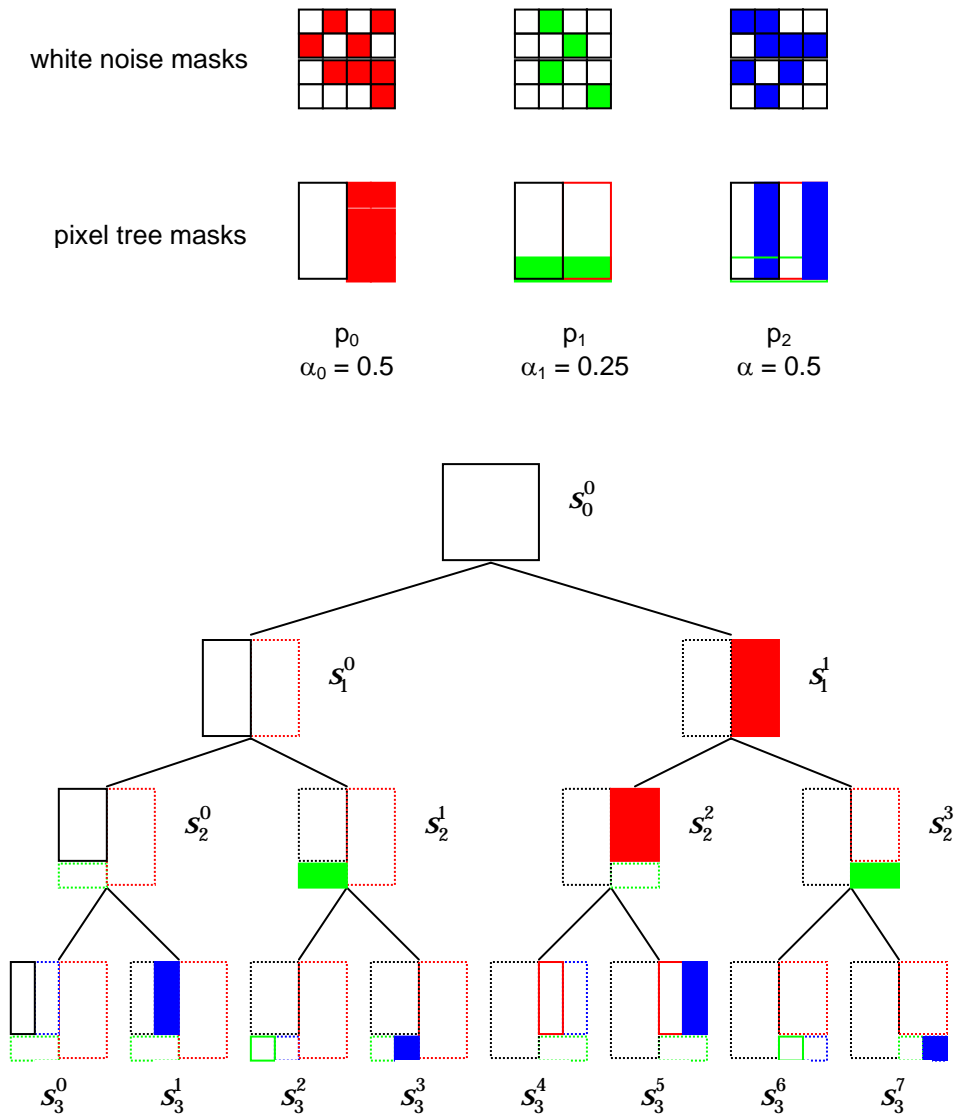 white noise masks
pixel tree masks
p₀ p₁ p₂
α₀ = 0.5 α₁ = 0.25 α = 0.5
s₀⁰
s₁⁰ s₁¹
s₂⁰ s₂¹ s₂² s₂³
s₃⁰ s₃¹ s₃² s₃³ s₃⁴ s₃⁵ s₃⁶ s₃⁷